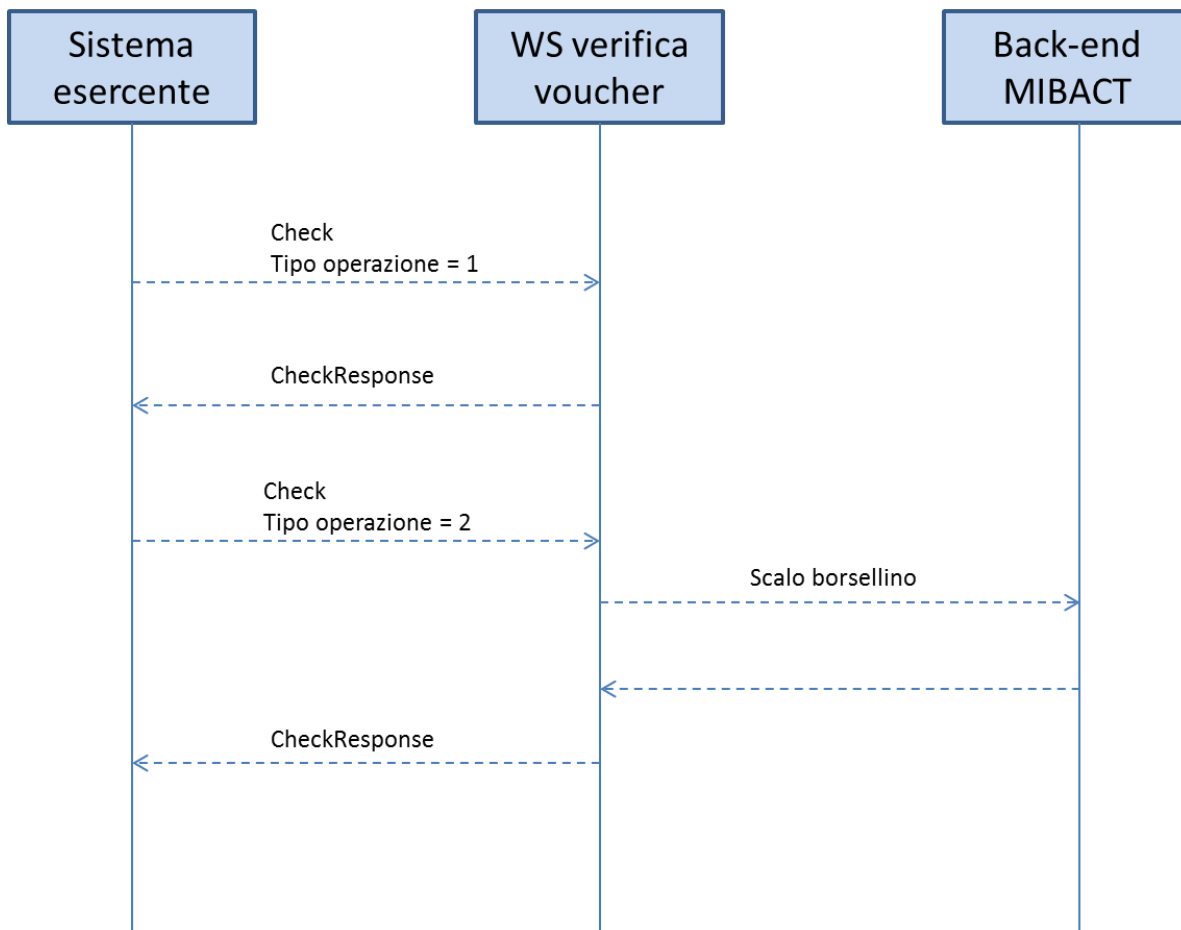 Sistema
esercente
WS verifica
voucher
Back-end
MIBACT
Check
Tipo operazione = 1
CheckResponse
Check
Tipo operazione = 2
Scalo borsellino
CheckResponse